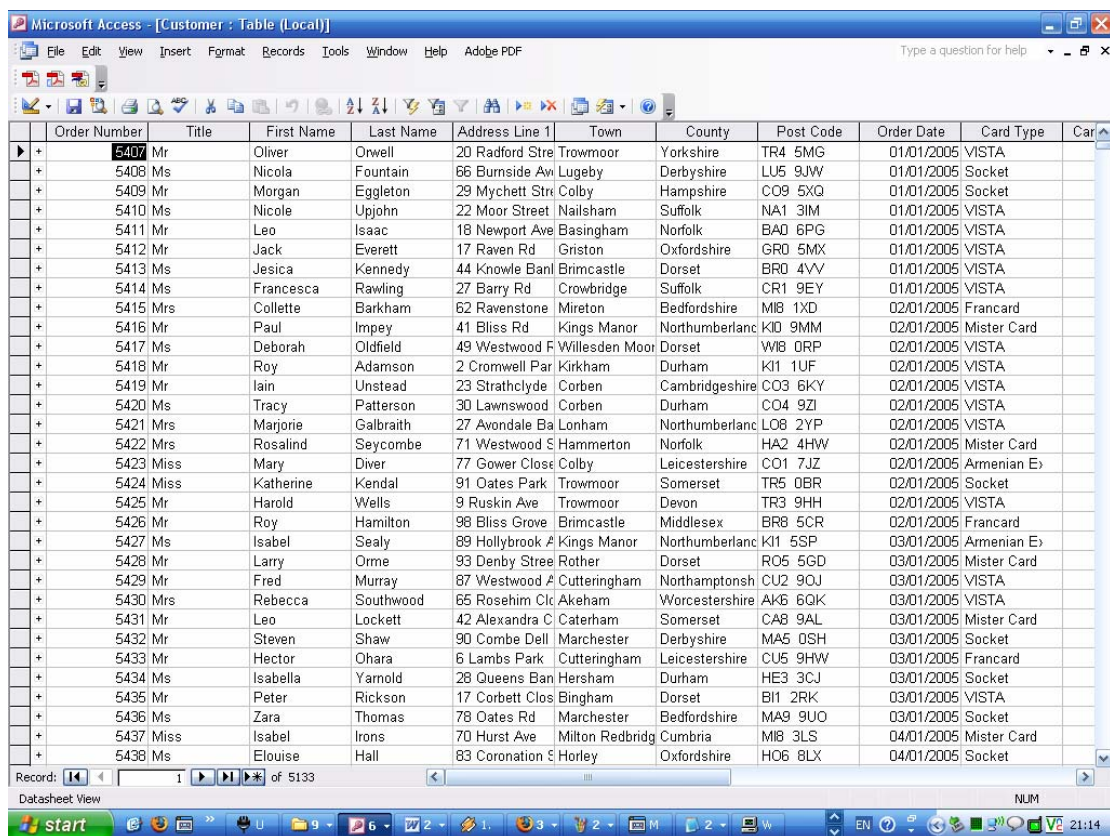 Microsoft Access - [Customer : Table (Local)]
File Edit View Insert Format Records Tools Window Help Adobe PDF Type a question for help
Order Number Title First Name Last Name Address Line 1 Town County Post Code Order Date Card Type Car
5407 Mr Oliver Orwell 20 Radford Stre Trowmoor Yorkshire TR4 5MG 01/01/2005 VISTA
5408 Ms Nicola Fountain 66 Burnside Av Lugeby Derbyshire LU5 9JW 01/01/2005 Socket
5409 Mr Morgan Eggleton 29 Mychett Str Colby Hampshire CO9 5XQ 01/01/2005 Socket
5410 Ms Nicole Upjohn 22 Moor Street Nailsham Suffolk NA1 3IM 01/01/2005 VISTA
5411 Mr Leo Isaac 18 Newport Ave Basingham Norfolk BA0 6PG 01/01/2005 VISTA
5412 Mr Jack Everett 17 Raven Rd Griston Oxfordshire GR0 5MX 01/01/2005 VISTA
5413 Ms Jesica Kennedy 44 Knowle Banl Brimcastle Dorset BR0 4VV 01/01/2005 VISTA
5414 Ms Francesca Rawling 27 Barry Rd Crowbridge Suffolk CR1 9EY 01/01/2005 VISTA
5415 Mrs Collette Barkham 62 Ravenstone Mireton Bedfordshire MI8 1XD 02/01/2005 Francard
5416 Mr Paul Impey 41 Bliss Rd Kings Manor Northumberlanc KI0 9MM 02/01/2005 Mister Card
5417 Ms Deborah Oldfield 49 Westwood F Willesden Moor Dorset WI8 0RP 02/01/2005 VISTA
5418 Mr Roy Adamson 2 Cromwell Par Kirkham Durham KI1 1UF 02/01/2005 VISTA
5419 Mr Iain Unstead 23 Strathclyde Corben Cambridgeshire CO3 6KY 02/01/2005 VISTA
5420 Ms Tracy Patterson 30 Lawnswood Corben Durham CO4 9ZI 02/01/2005 VISTA
5421 Mrs Marjorie Galbraith 27 Avondale Ba Lonham Northumberlanc LO8 2YP 02/01/2005 VISTA
5422 Mrs Rosalind Seycombe 71 Westwood S Hammerton Norfolk HA2 4HW 02/01/2005 Mister Card
5423 Miss Mary Diver 77 Gower Close Colby Leicestershire CO1 7JZ 02/01/2005 Armenian E
5424 Miss Katherine Kendal 91 Oates Park Trowmoor Somerset TR5 0BR 02/01/2005 Socket
5425 Mr Harold Wells 9 Ruskin Ave Trowmoor Devon TR3 9HH 02/01/2005 VISTA
5426 Mr Roy Hamilton 98 Bliss Grove Brimcastle Middlesex BR8 5CR 02/01/2005 Francard
5427 Ms Isabel Sealy 89 Hollybrook A Kings Manor Northumberlanc KI1 5SP 03/01/2005 Armenian E
5428 Mr Larry Orme 93 Denby Stree Rother Dorset RO5 5GD 03/01/2005 Mister Card
5429 Mr Fred Murray 87 Westwood A Cutteringham Northamptonsh CU2 9OJ 03/01/2005 VISTA
5430 Mrs Rebecca Southwood 65 Rosehim Clo Akeham Worcestershire AK6 6QK 03/01/2005 VISTA
5431 Mr Leo Lockett 42 Alexandra C Caterham Somerset CA8 9AL 03/01/2005 Mister Card
5432 Mr Steven Shaw 90 Combe Dell Marchester Derbyshire MA5 0SH 03/01/2005 Socket
5433 Mr Hector Ohara 6 Lambs Park Cutteringham Leicestershire CU5 9HW 03/01/2005 Francard
5434 Ms Isabella Yarnold 28 Queens Ban Hersham Durham HE3 3CJ 03/01/2005 Socket
5435 Mr Peter Rickson 17 Corbett Clos Bingham Dorset BI1 2RK 03/01/2005 VISTA
5436 Ms Zara Thomas 78 Oates Rd Marchester Bedfordshire MA9 9UO 03/01/2005 Socket
5437 Miss Isabel Irons 70 Hurst Ave Milton Redbridg Cumbria MI8 3LS 04/01/2005 Mister Card
5438 Ms Elouise Hall 83 Coronation S Horley Oxfordshire HO6 8LX 04/01/2005 Socket
Record: 1 of 5133
Datasheet View NUM
start U 9 6 2 1. 3 2 M 2 W EN 21:14